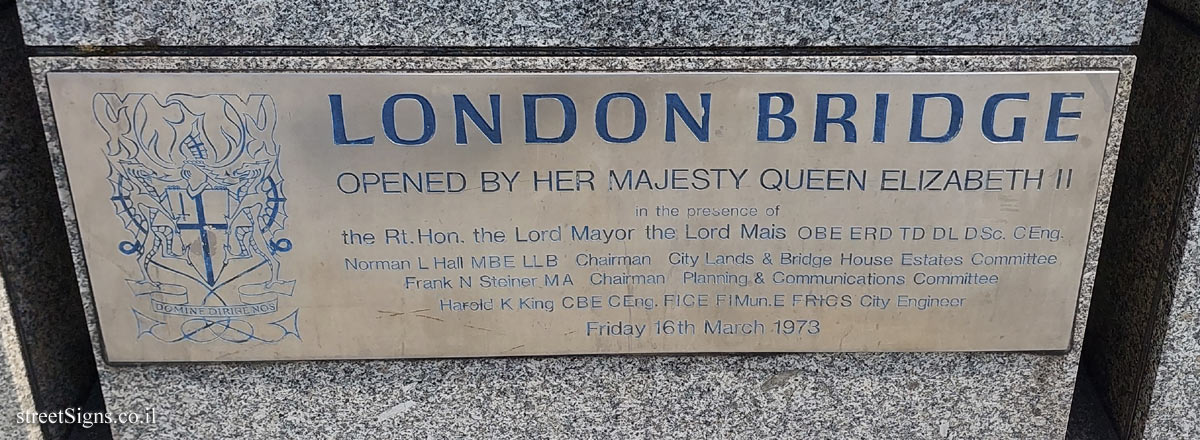 LONDON BRIDGE
OPENED BY HER MAJESTY QUEEN ELIZABETH II
in the presence of
the Rt. Hon. the Lord Mayor the Lord Mais OBE ERD TD DL DSc. CEng.
Norman L Hall MBE LLB Chairman City Lands & Bridge House Estates Committee
Frank N Steiner MA Chairman Planning & Communications Committee
Harold K King CBE CEng. FICE FIMun.E FRICS City Engineer
Friday 16th March 1973
DOMINE DIRIGE NOS
streetSigns.co.il